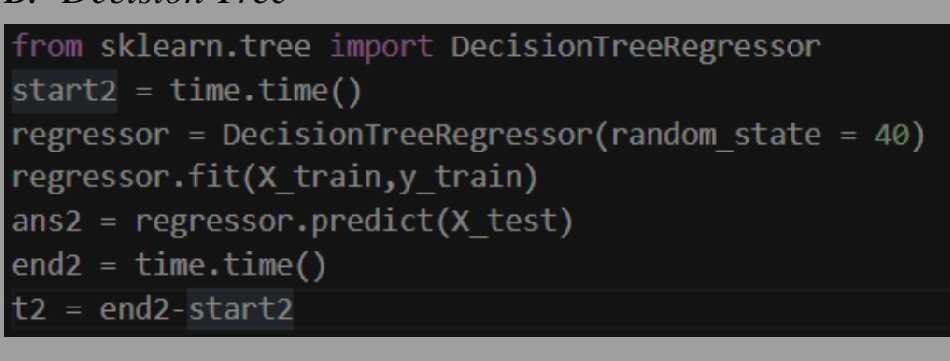 B. Decision Tree
from sklearn.tree import DecisionTreeRegressor
start2 = time.time()
regressor = DecisionTreeRegressor(random_state = 40)
regressor.fit(X_train,y_train)
ans2 = regressor.predict(X_test)
end2 = time.time()
t2 = end2-start2